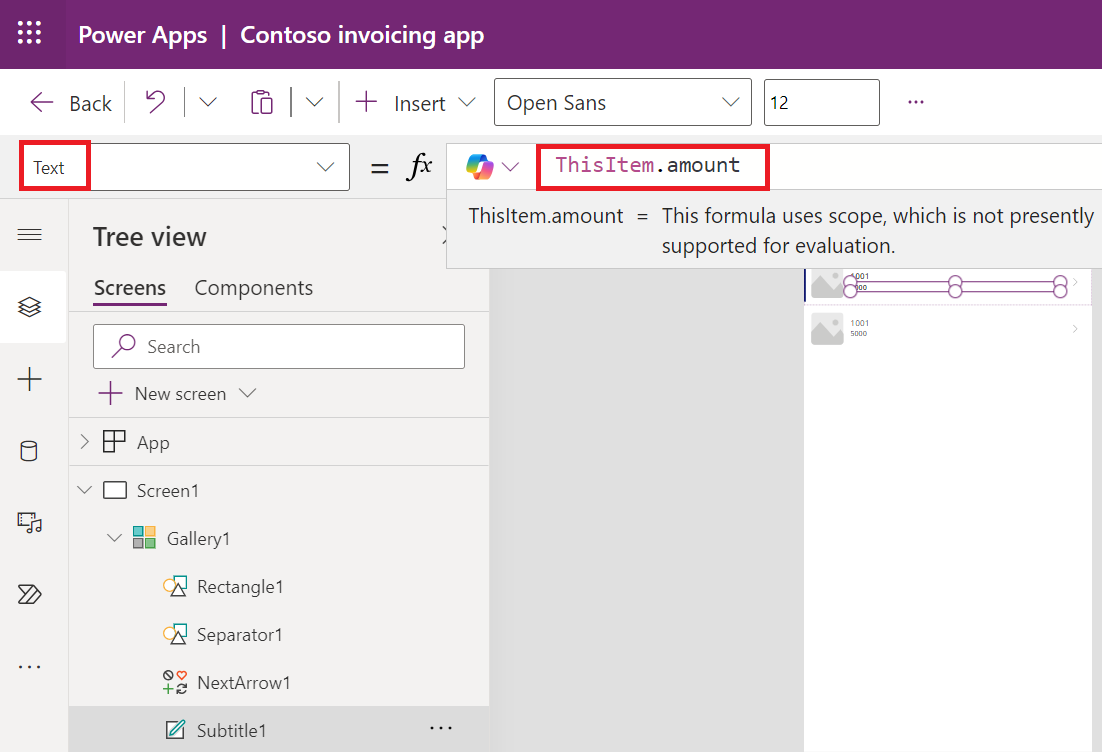 Power Apps | Contoso invoicing app
Back
Insert
Open Sans
12
...
Text
= fx
ThisItem.amount
ThisItem.amount = This formula uses scope, which is not presently
supported for evaluation.
Tree view
Screens Components
Search
New screen
App
Screen1
Gallery1
Rectangle1
Separator1
NextArrow1
Subtitle1
...
1001
1001
5000